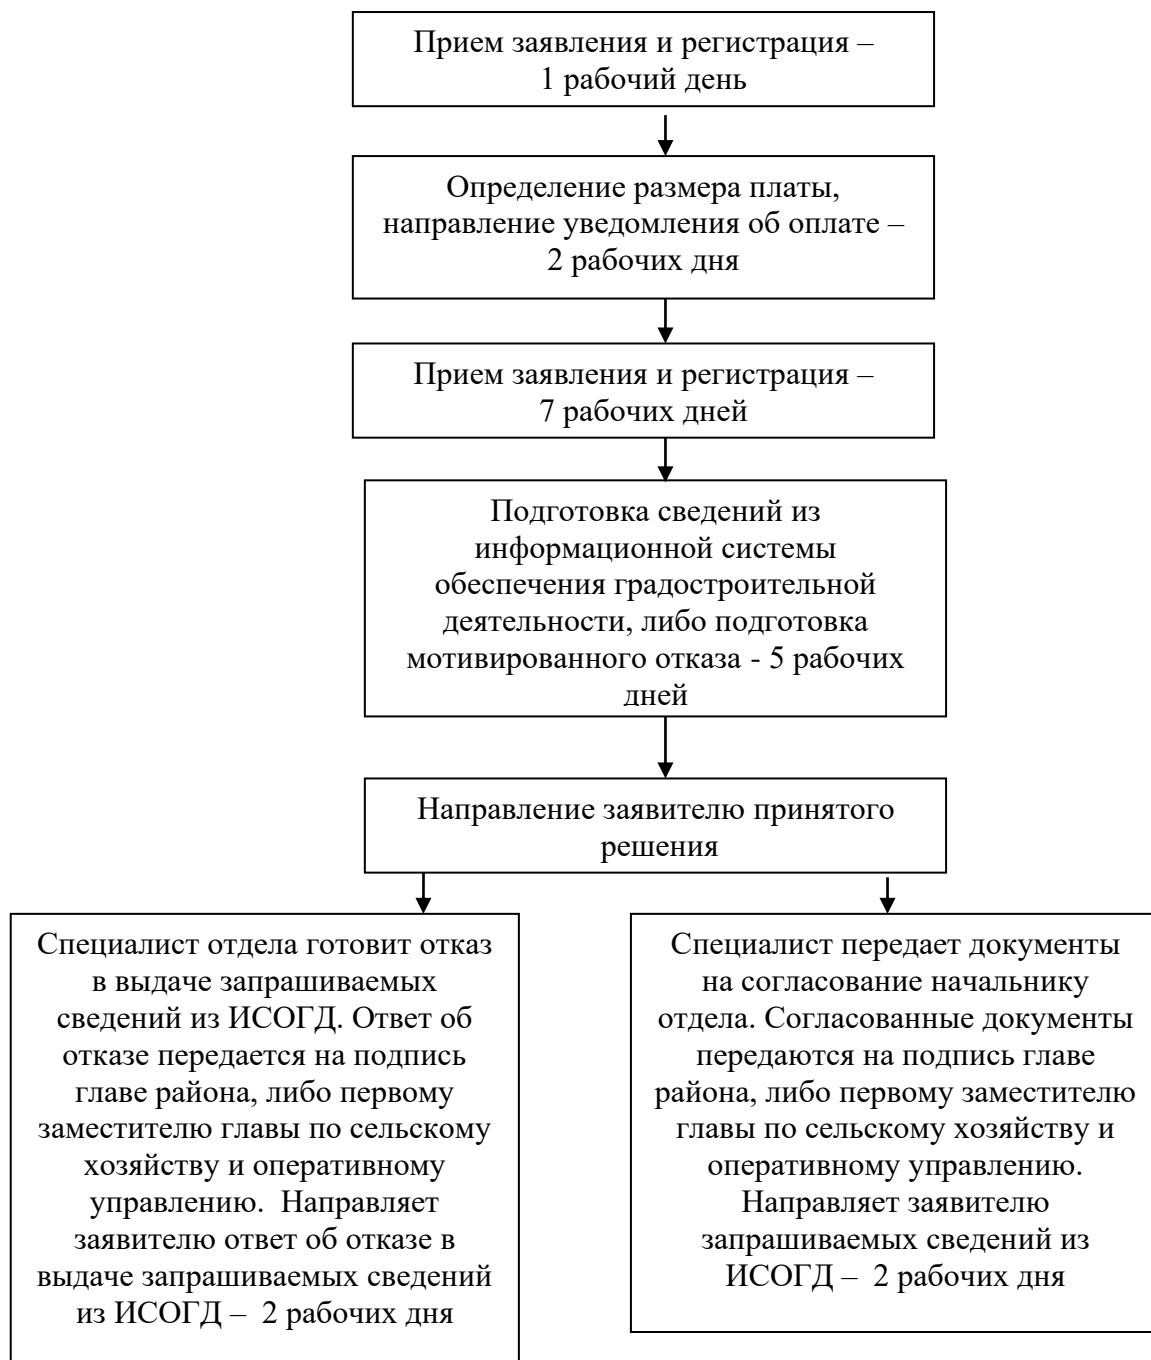 Прием заявления и регистрация –
1 рабочий день
Определение размера платы,
направление уведомления об оплате –
2 рабочих дня
Прием заявления и регистрация –
7 рабочих дней
Подготовка сведений из
информационной системы
обеспечения градостроительной
деятельности, либо подготовка
мотивированного отказа - 5 рабочих
дней
Направление заявителю принятого
решения
Специалист отдела готовит отказ
в выдаче запрашиваемых
сведений из ИСОГД. Ответ об
отказе передается на подпись
главе района, либо первому
заместителю главы по сельскому
хозяйству и оперативному
управлению.  Направляет
заявителю ответ об отказе в
выдаче запрашиваемых сведений
из ИСОГД –  2 рабочих дня
Специалист передает документы
на согласование начальнику
отдела. Согласованные документы
передаются на подпись главе
района, либо первому заместителю
главы по сельскому хозяйству и
оперативному управлению.
Направляет заявителю
запрашиваемых сведений из
ИСОГД –  2 рабочих дня